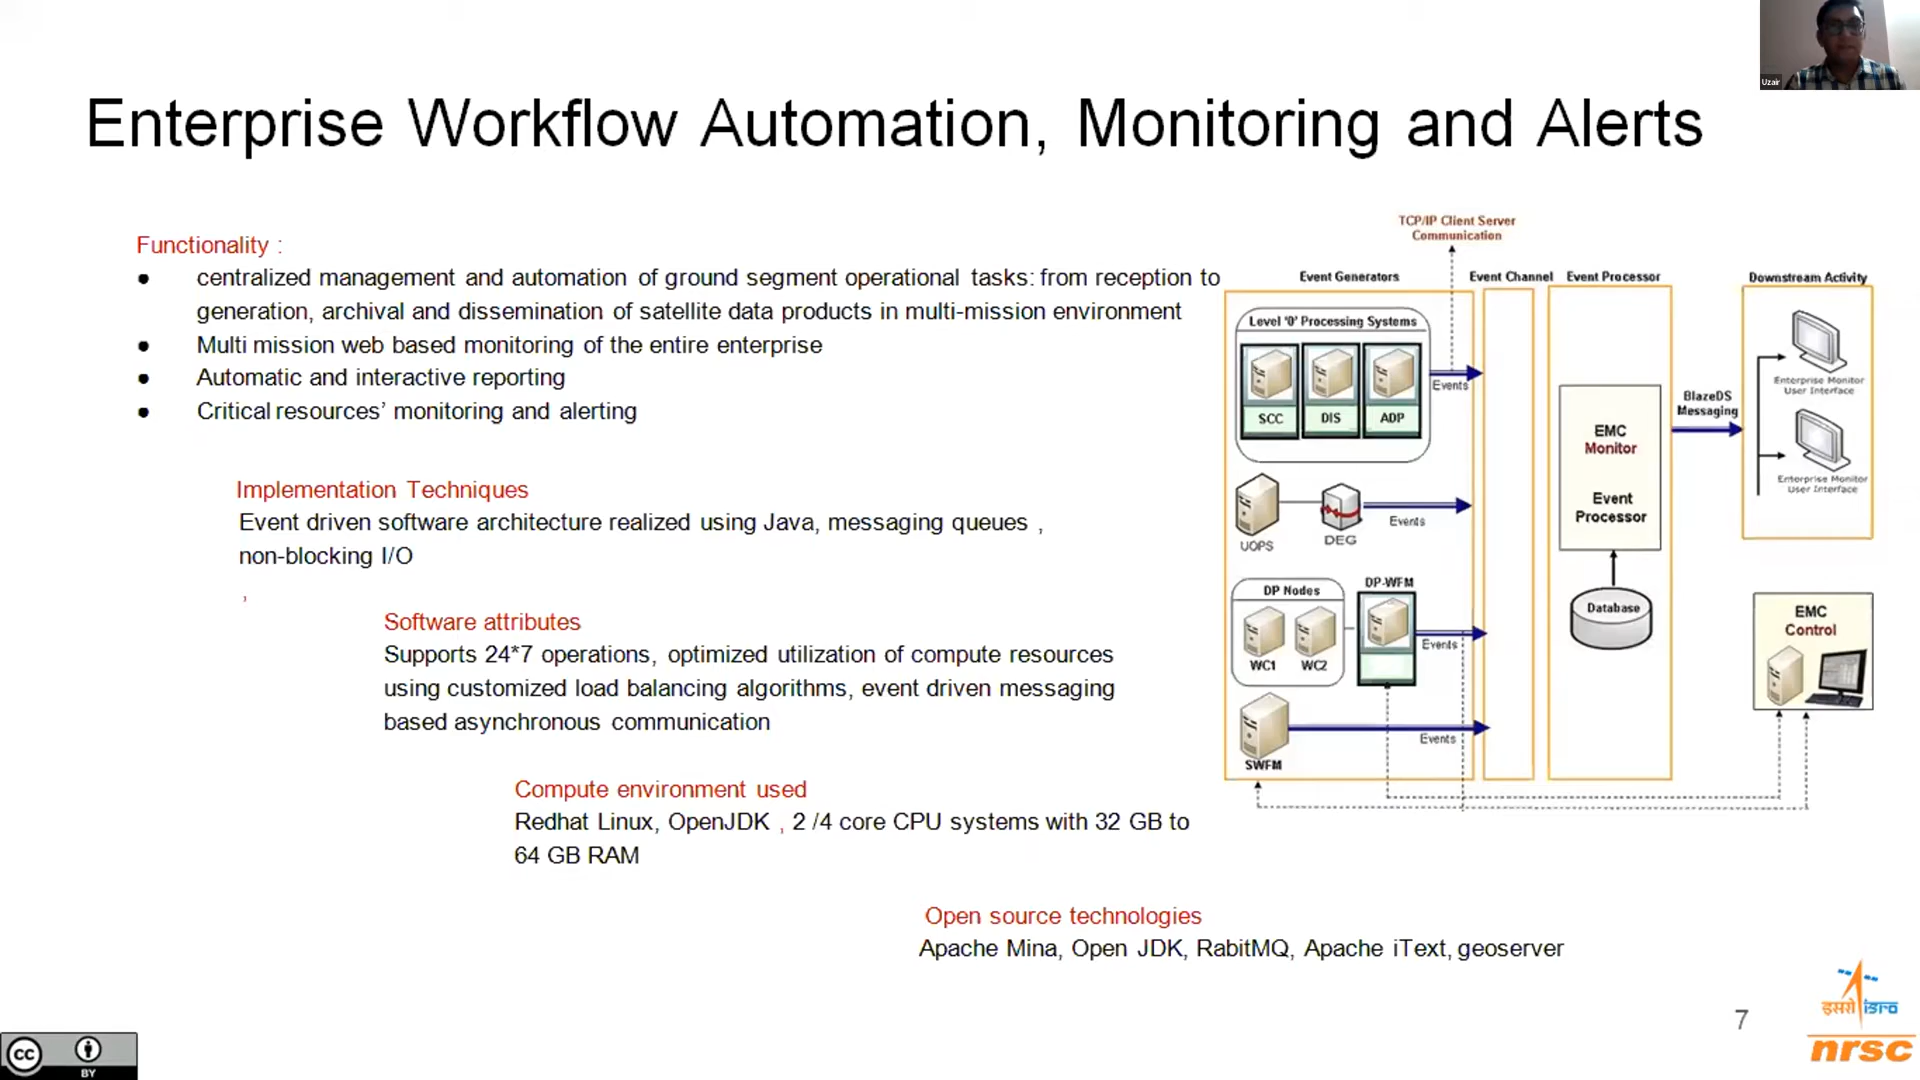 Uzair
Enterprise Workflow Automation, Monitoring and Alerts
Functionality :
● centralized management and automation of ground segment operational tasks: from reception to
generation, archival and dissemination of satellite data products in multi-mission environment
● Multi mission web based monitoring of the entire enterprise
● Automatic and interactive reporting
● Critical resources’ monitoring and alerting
Implementation Techniques
Event driven software architecture realized using Java, messaging queues ,
non-blocking I/O
,
Software attributes
Supports 24*7 operations, optimized utilization of compute resources
using customized load balancing algorithms, event driven messaging
based asynchronous communication
Compute environment used
Redhat Linux, OpenJDK , 2 /4 core CPU systems with 32 GB to
64 GB RAM
Open source technologies
Apache Mina, Open JDK, RabitMQ, Apache iText, geoserver
TCP/IP Client Server
Communication
Event Generators
Event Channel
Event Processor
Downstream Activity
Level '0' Processing Systems
SCC
DIS
ADP
Events
UOPS
DEG
Events
DP Nodes
WC1
WC2
DP-WFM
Events
SWFM
Events
EMC
Monitor
Event
Processor
Database
BlazeDS
Messaging
Enterprise Monitor
User Interface
Enterprise Monitor
User Interface
EMC
Control
7
इसरो isro
nrsc
cc
BY